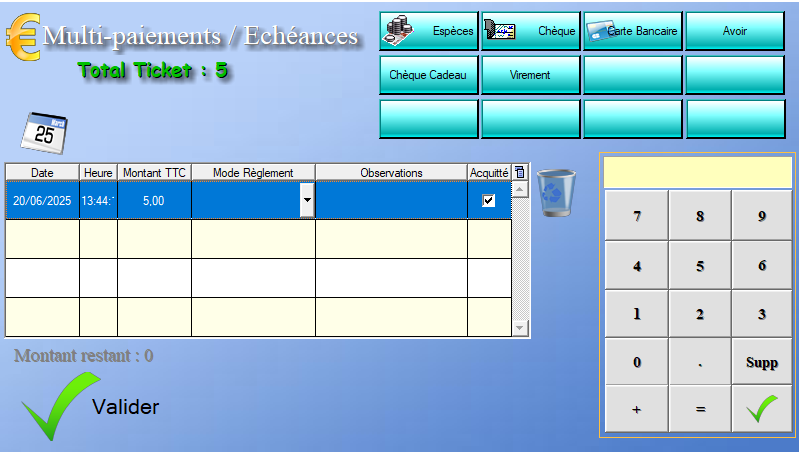 Multi-paiements / Echéances
Total Ticket : 5
Espèces Chèque Carte Bancaire Avoir
Chèque Cadeau Virement
25
Date Heure Montant TTC Mode Règlement Observations Acquitté
20/06/2025 13:44: 5,00
7 8 9
4 5 6
1 2 3
0 . Supp
+ =
Montant restant : 0
Valider